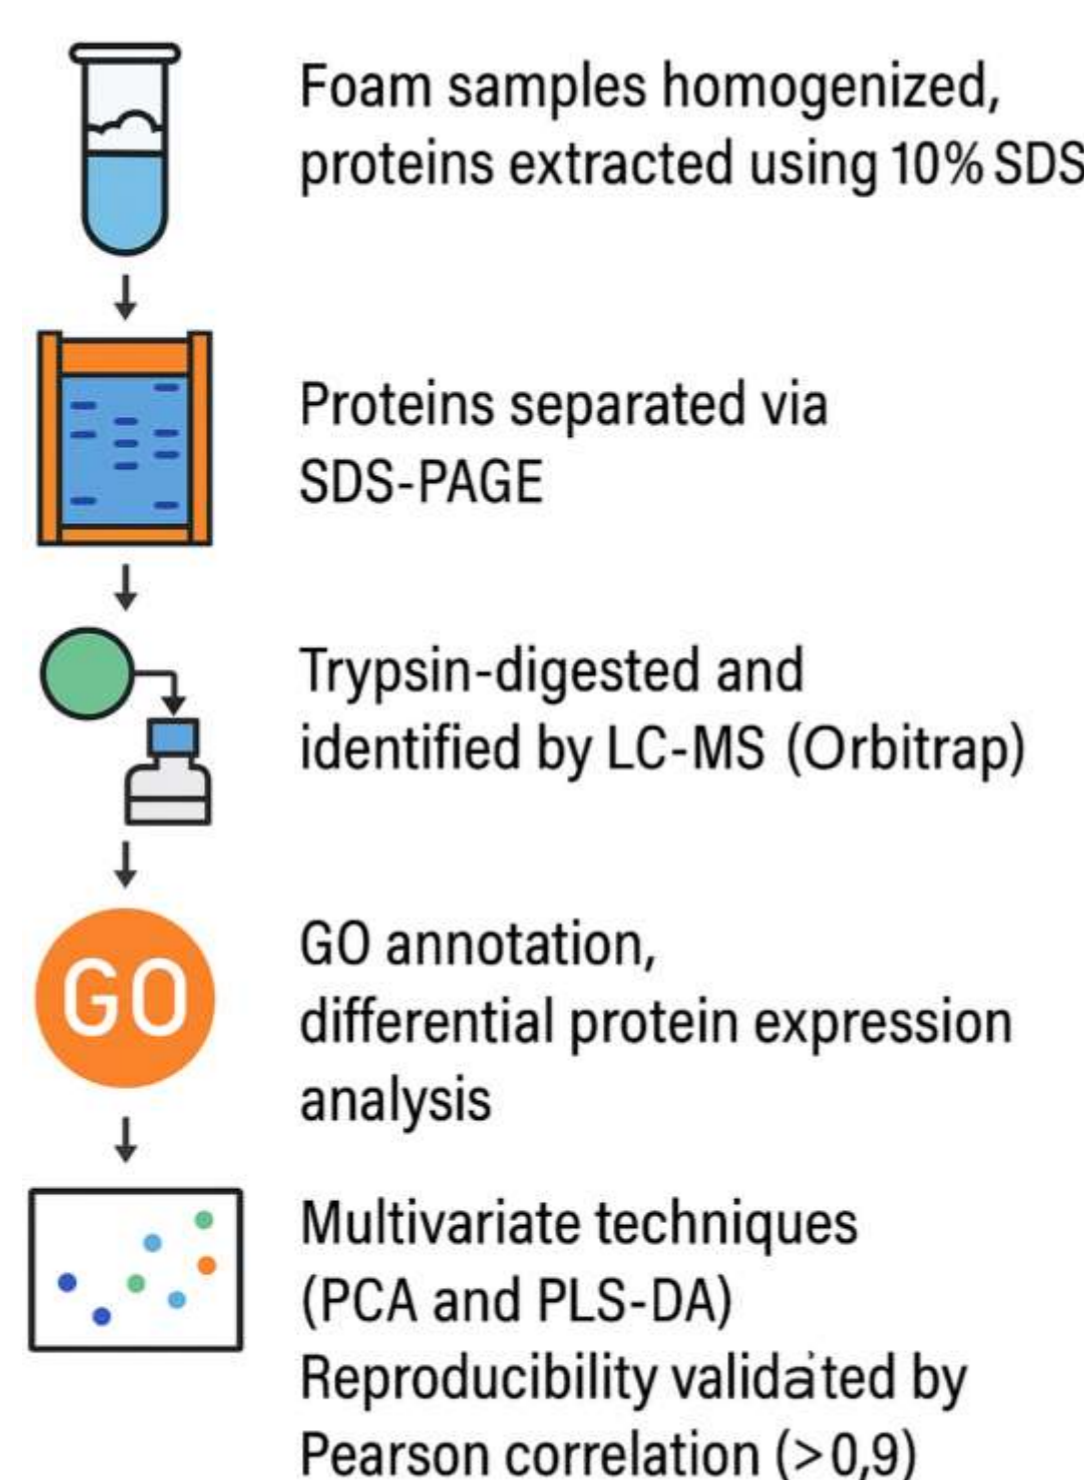 Foam samples homogenized,
proteins extracted using 10% SDS
Proteins separated via
SDS-PAGE
Trypsin-digested and
identified by LC-MS (Orbitrap)
GO
GO annotation,
differential protein expression
analysis
Multivariate techniques
(PCA and PLS-DA)
Reproducibility validated by
Pearson correlation (>0,9)